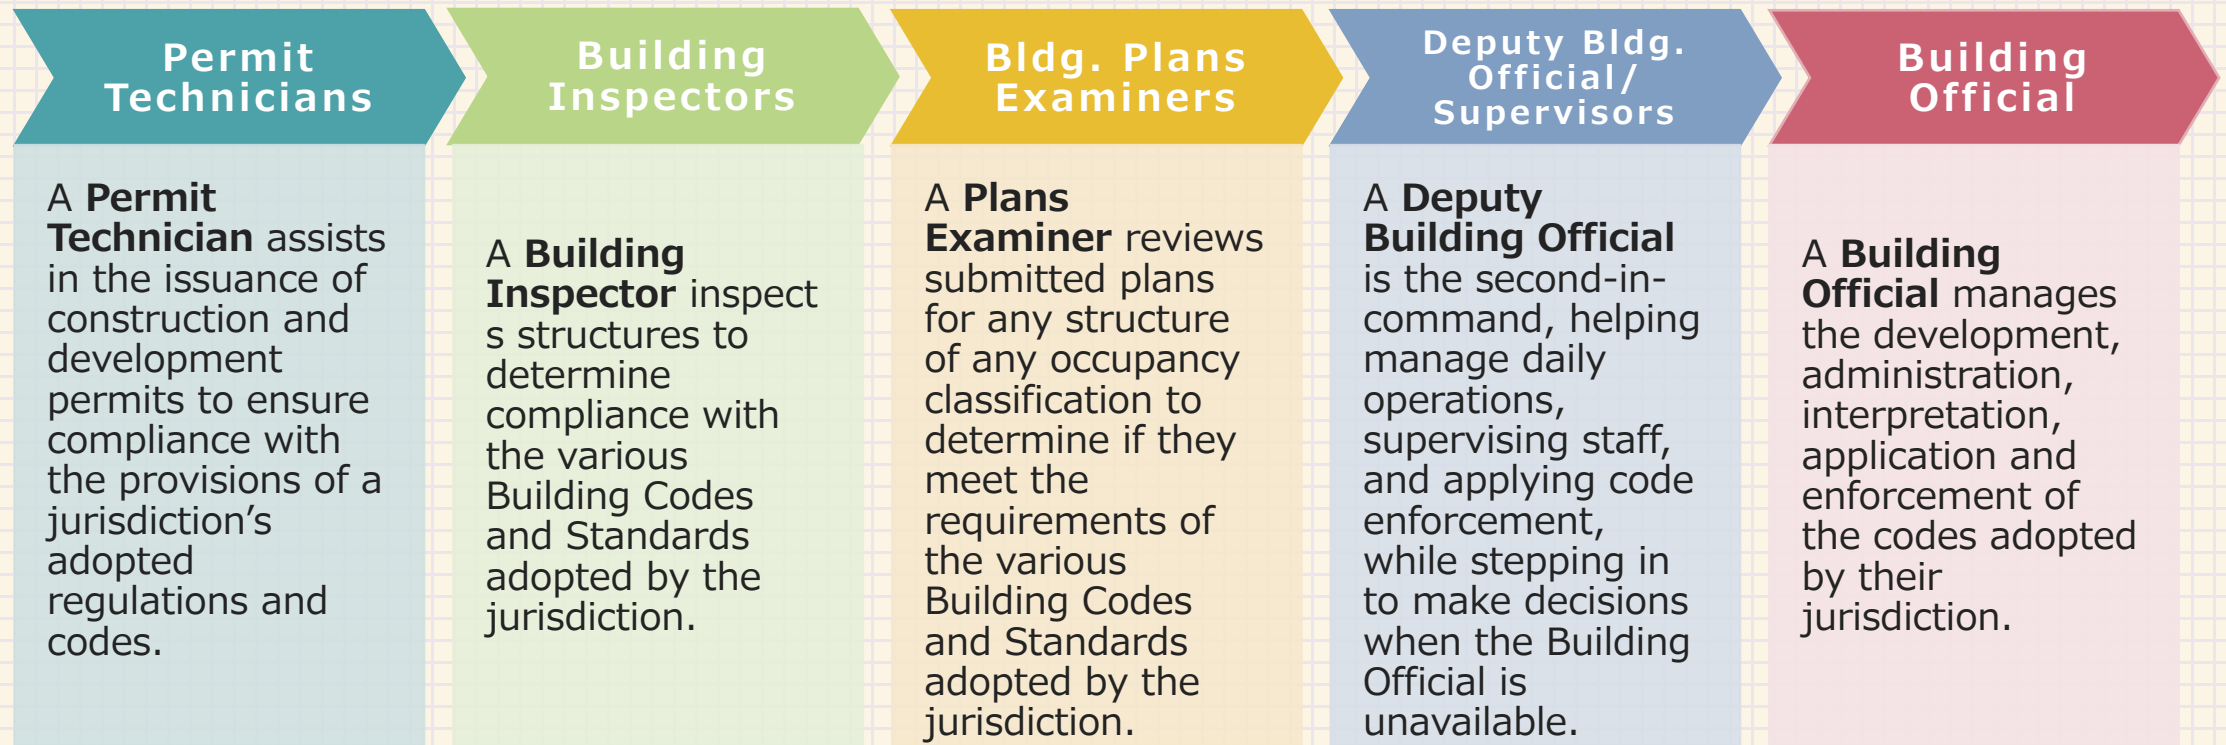 Permit
Technicians
A Permit
Technician assists
in the issuance of
construction and
development
permits to ensure
compliance with
the provisions of a
jurisdiction’s
adopted
regulations and
codes.
Building
Inspectors
A Building
Inspector inspect
s structures to
determine
compliance with
the various
Building Codes
and Standards
adopted by the
jurisdiction.
Bldg. Plans
Examiners
A Plans
Examiner reviews
submitted plans
for any structure
of any occupancy
classification to
determine if they
meet the
requirements of
the various
Building Codes
and Standards
adopted by the
jurisdiction.
Deputy Bldg.
Official/
Supervisors
A Deputy
Building Official
is the second-in-
command, helping
manage daily
operations,
supervising staff,
and applying code
enforcement,
while stepping in
to make decisions
when the Building
Official is
unavailable.
Building
Official
A Building
Official manages
the development,
administration,
interpretation,
application and
enforcement of
the codes adopted
by their
jurisdiction.